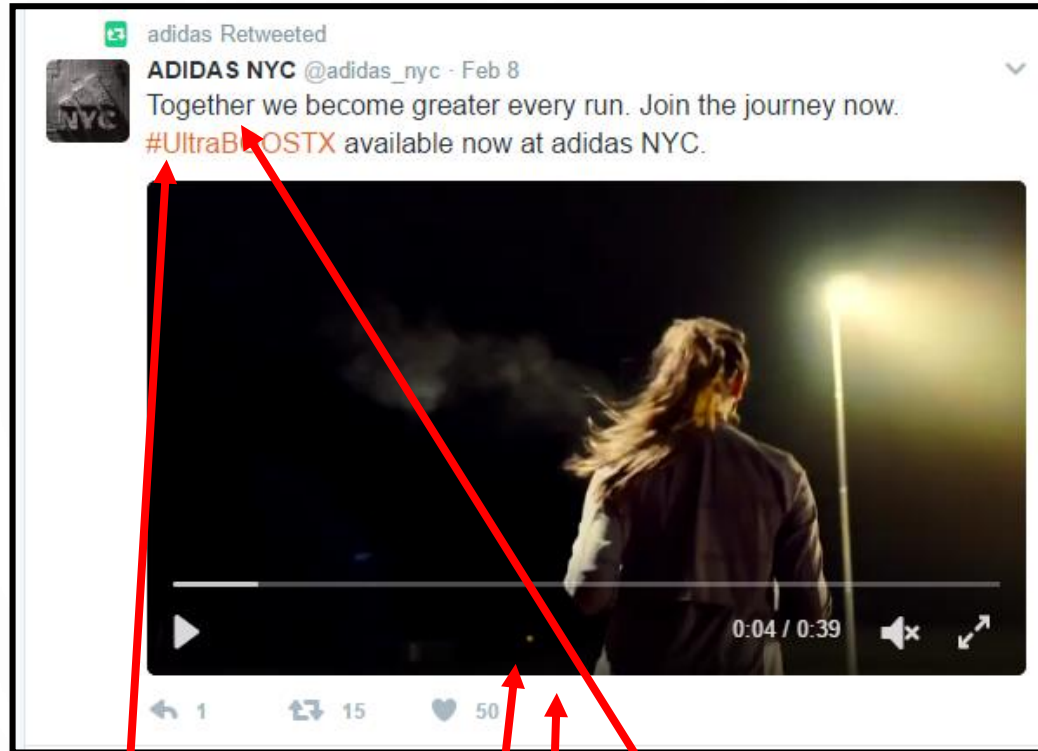 adidas Retweeted
ADIDAS NYC @adidas_nyc · Feb 8
Together we become greater every run. Join the journey now.
#UltraBOOSTX available now at adidas NYC.
NYC
0:04 / 0:39
1 15 50